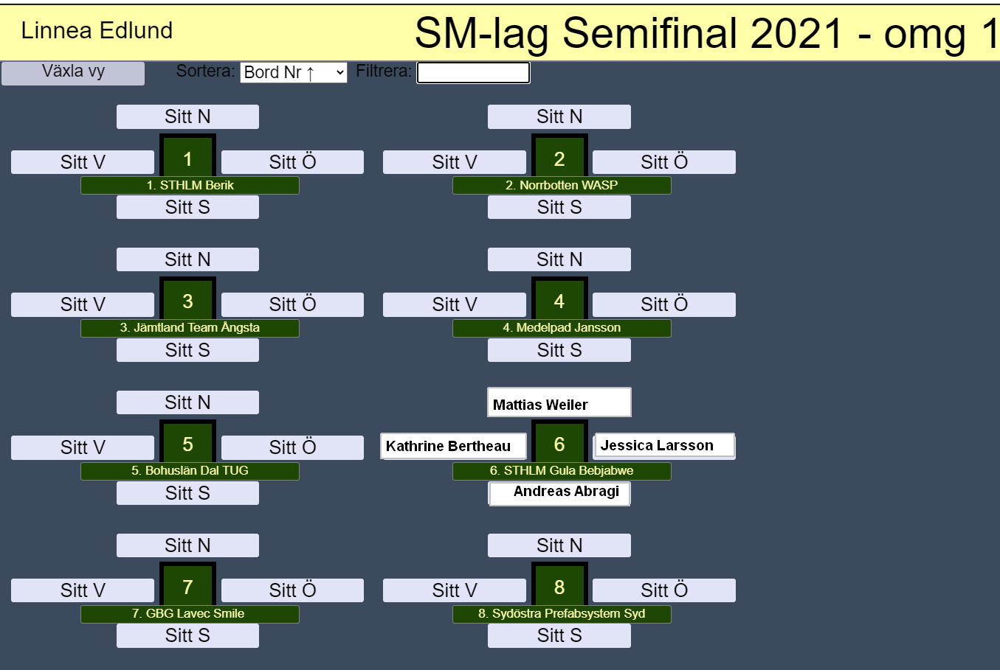 Linnea Edlund
SM-lag Semifinal 2021 - omg 1
Växla vy
Sortera: Bord Nr ↑ Filtrera:
Sitt N
Sitt V 1 Sitt Ö
1. STHLM Berik
Sitt S
Sitt N
Sitt V 2 Sitt Ö
2. Norrbotten WASP
Sitt S
Sitt N
Sitt V 3 Sitt Ö
3. Jämtland Team Ångsta
Sitt S
Sitt N
Sitt V 4 Sitt Ö
4. Medelpad Jansson
Sitt S
Sitt N
Sitt V 5 Sitt Ö
5. Bohuslän Dal TUG
Sitt S
Mattias Weiler
Kathrine Bertheau 6 Jessica Larsson
6. STHLM Gula Bebjabwe
Andreas Abragi
Sitt N
Sitt V 7 Sitt Ö
7. GBG Lavec Smile
Sitt S
Sitt N
Sitt V 8 Sitt Ö
8. Sydöstra Prefabsystem Syd
Sitt S